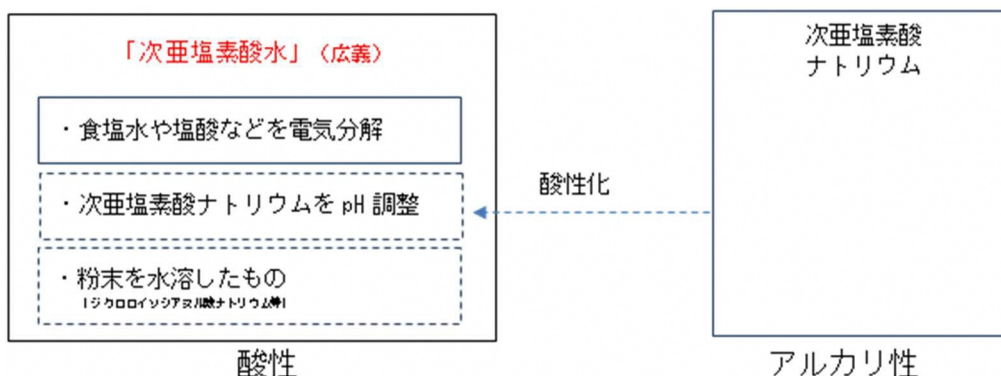 「次亜塩素酸水」（広義）
・食塩水や塩酸などを電気分解
・次亜塩素酸ナトリウムを pH 調整
・粉末を水溶したもの
（ジクロロイソシアヌル酸ナトリウム等）
酸性
酸性化
次亜塩素酸
ナトリウム
アルカリ性